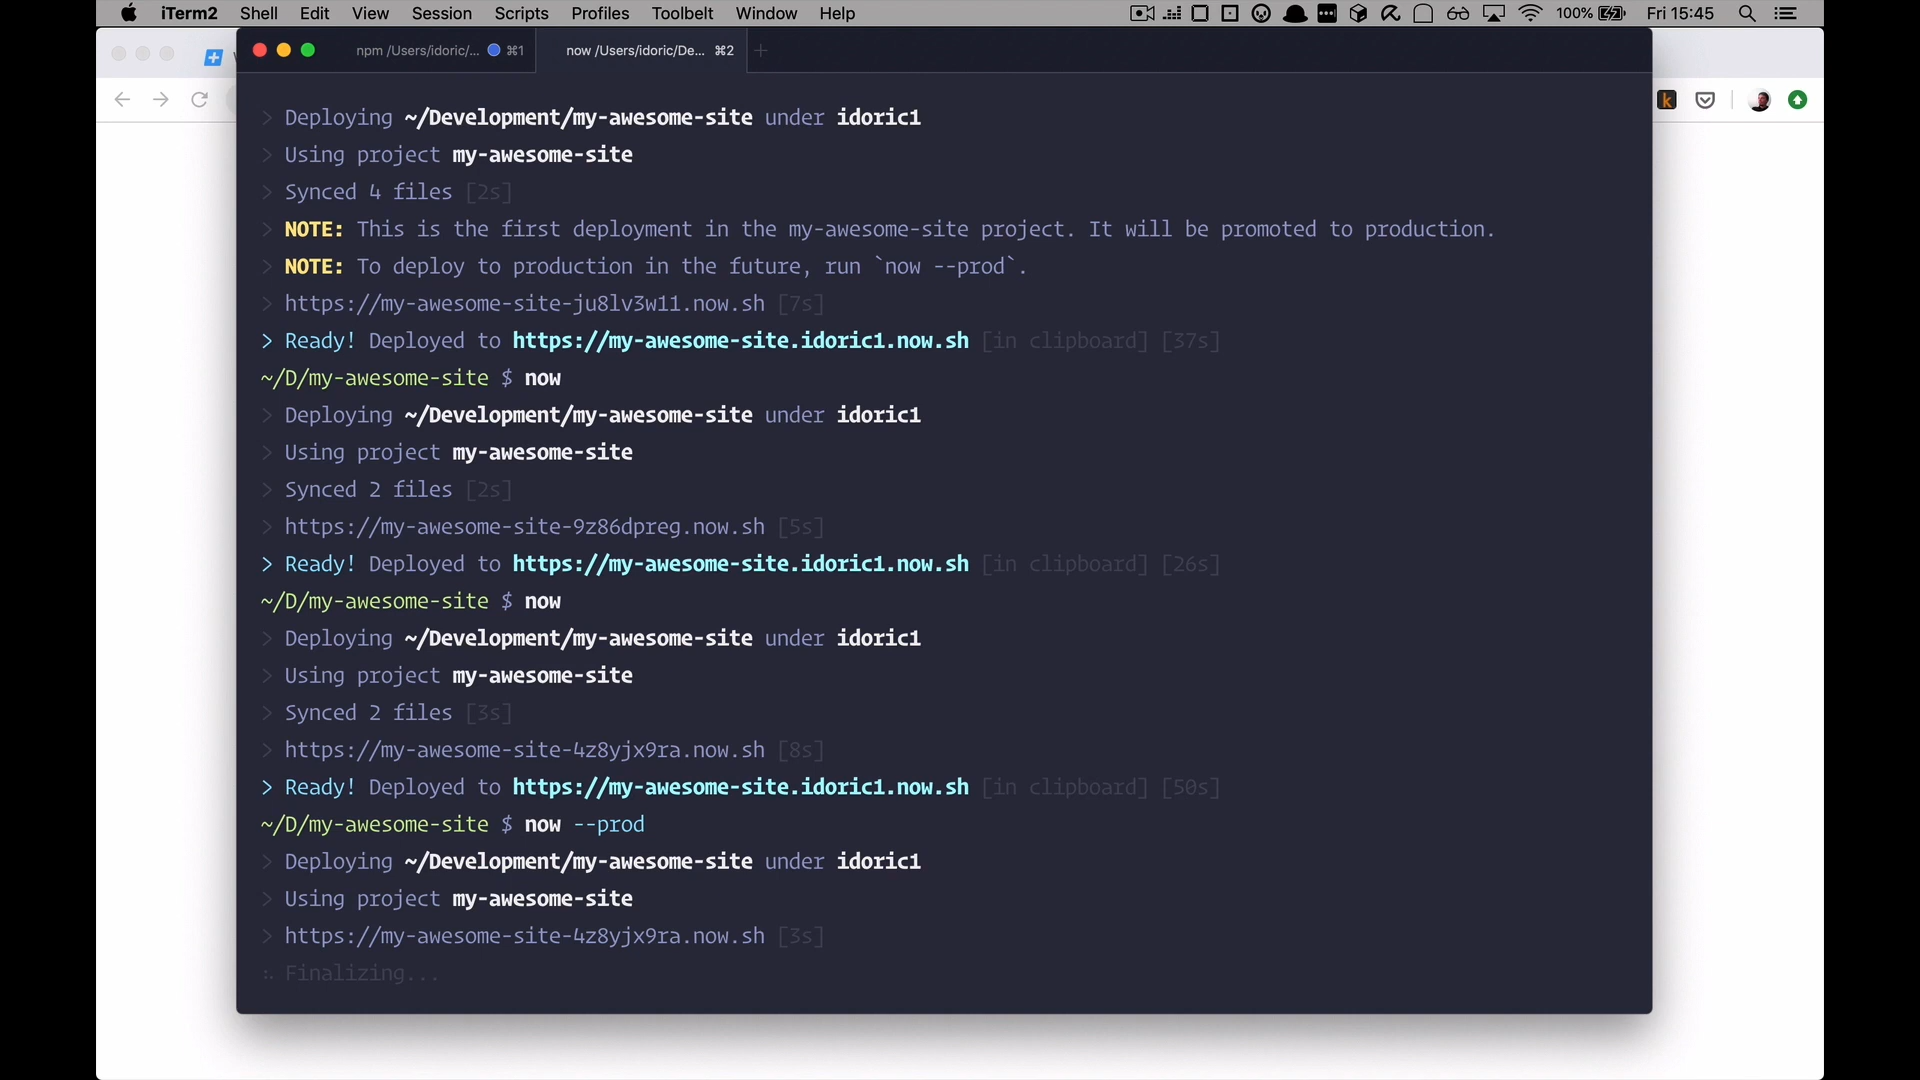 iTerm2 Shell Edit View Session Scripts Profiles Toolbelt Window Help 100% Fri 15:45
npm /Users/idoric/... ⌘1 now /Users/idoric/De... ⌘2 +
> Deploying ~/Development/my-awesome-site under idoric1
> Using project my-awesome-site
> Synced 4 files [2s]
> NOTE: This is the first deployment in the my-awesome-site project. It will be promoted to production.
> NOTE: To deploy to production in the future, run `now --prod`.
> https://my-awesome-site-ju8lv3w11.now.sh [7s]
> Ready! Deployed to https://my-awesome-site.idoric1.now.sh [in clipboard] [37s]
~/D/my-awesome-site $ now
> Deploying ~/Development/my-awesome-site under idoric1
> Using project my-awesome-site
> Synced 2 files [2s]
> https://my-awesome-site-9z86dpreg.now.sh [5s]
> Ready! Deployed to https://my-awesome-site.idoric1.now.sh [in clipboard] [26s]
~/D/my-awesome-site $ now
> Deploying ~/Development/my-awesome-site under idoric1
> Using project my-awesome-site
> Synced 2 files [3s]
> https://my-awesome-site-4z8yjx9ra.now.sh [8s]
> Ready! Deployed to https://my-awesome-site.idoric1.now.sh [in clipboard] [50s]
~/D/my-awesome-site $ now --prod
> Deploying ~/Development/my-awesome-site under idoric1
> Using project my-awesome-site
> https://my-awesome-site-4z8yjx9ra.now.sh [3s]
Finalizing...